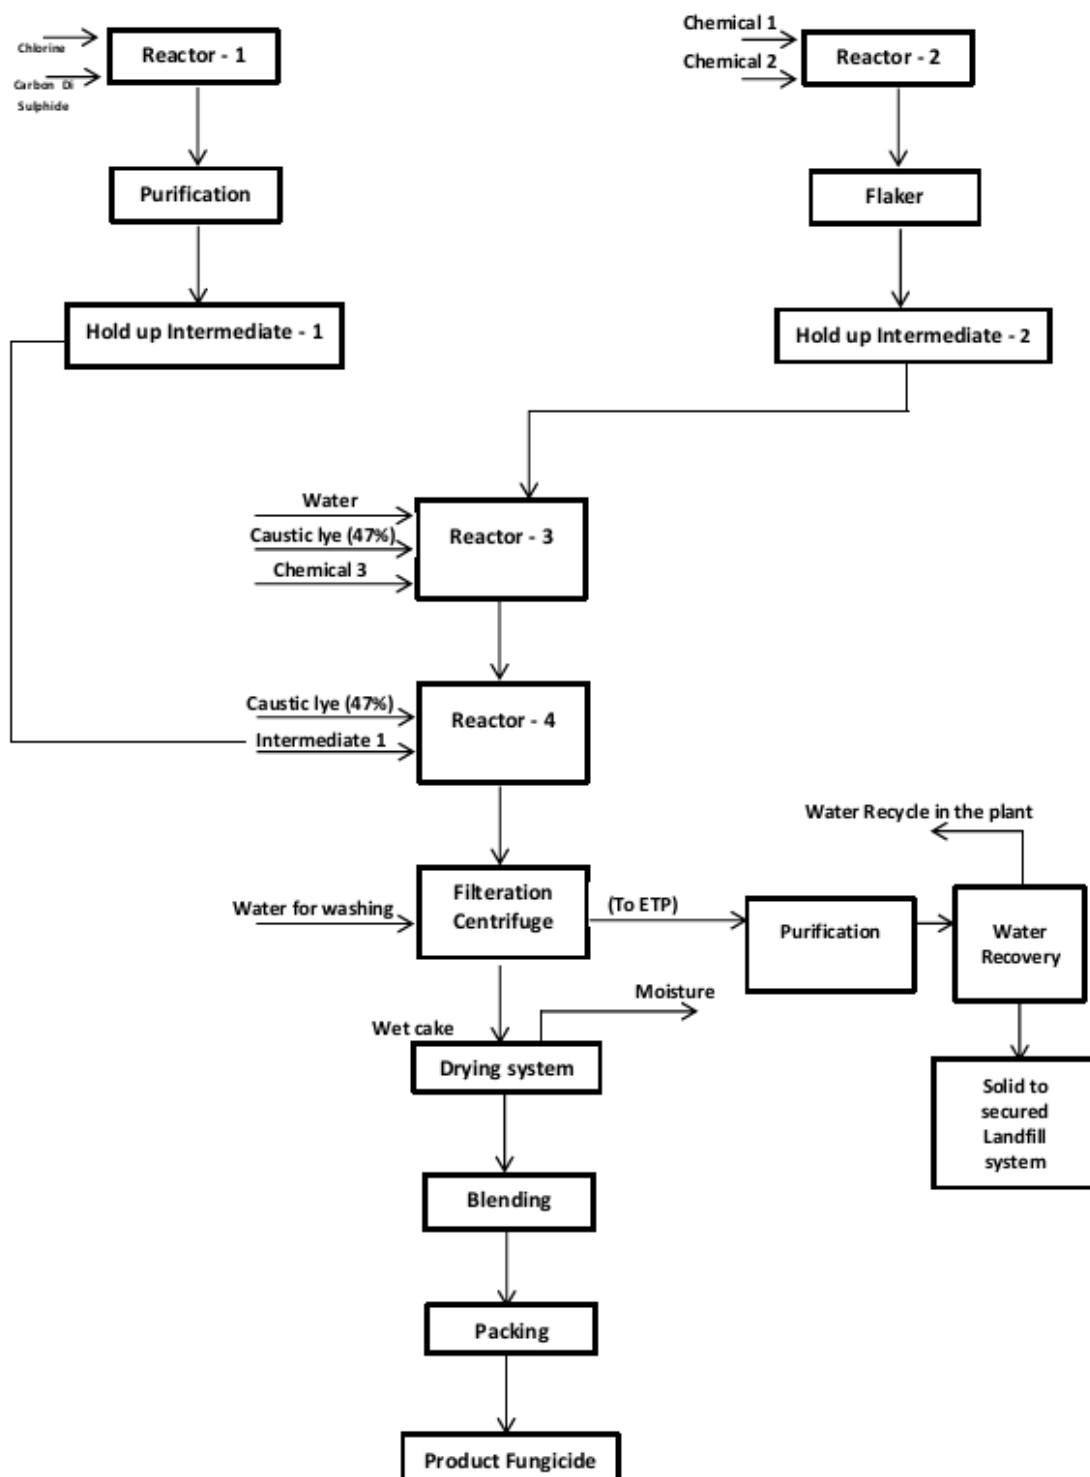 Chlorine
Carbon Di
Sulphide
Reactor - 1
Chemical 1
Chemical 2
Reactor - 2
Purification
Flaker
Hold up Intermediate - 1
Hold up Intermediate - 2
Water
Caustic lye (47%)
Chemical 3
Reactor - 3
Caustic lye (47%)
Intermediate 1
Reactor - 4
Water Recycle in the plant
Water for washing
Filteration
Centrifuge
(To ETP)
Purification
Water
Recovery
Moisture
Wet cake
Drying system
Solid to
secured
Landfill
system
Blending
Packing
Product Fungicide